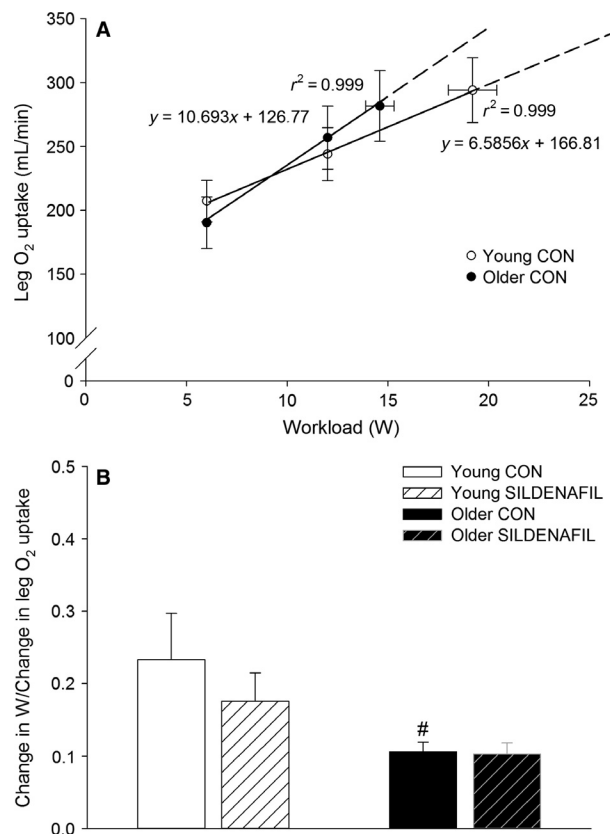 A
350
300
250
200
150
100
0
Leg O₂ uptake (mL/min)
r² = 0.999
y = 10.693x + 126.77
r² = 0.999
y = 6.5856x + 166.81
Young CON
Older CON
0 5 10 15 20 25
Workload (W)
B
0.5
0.4
0.3
0.2
0.1
0.0
Change in W/Change in leg O₂ uptake
Young CON
Young SILDENAFIL
Older CON
Older SILDENAFIL
#